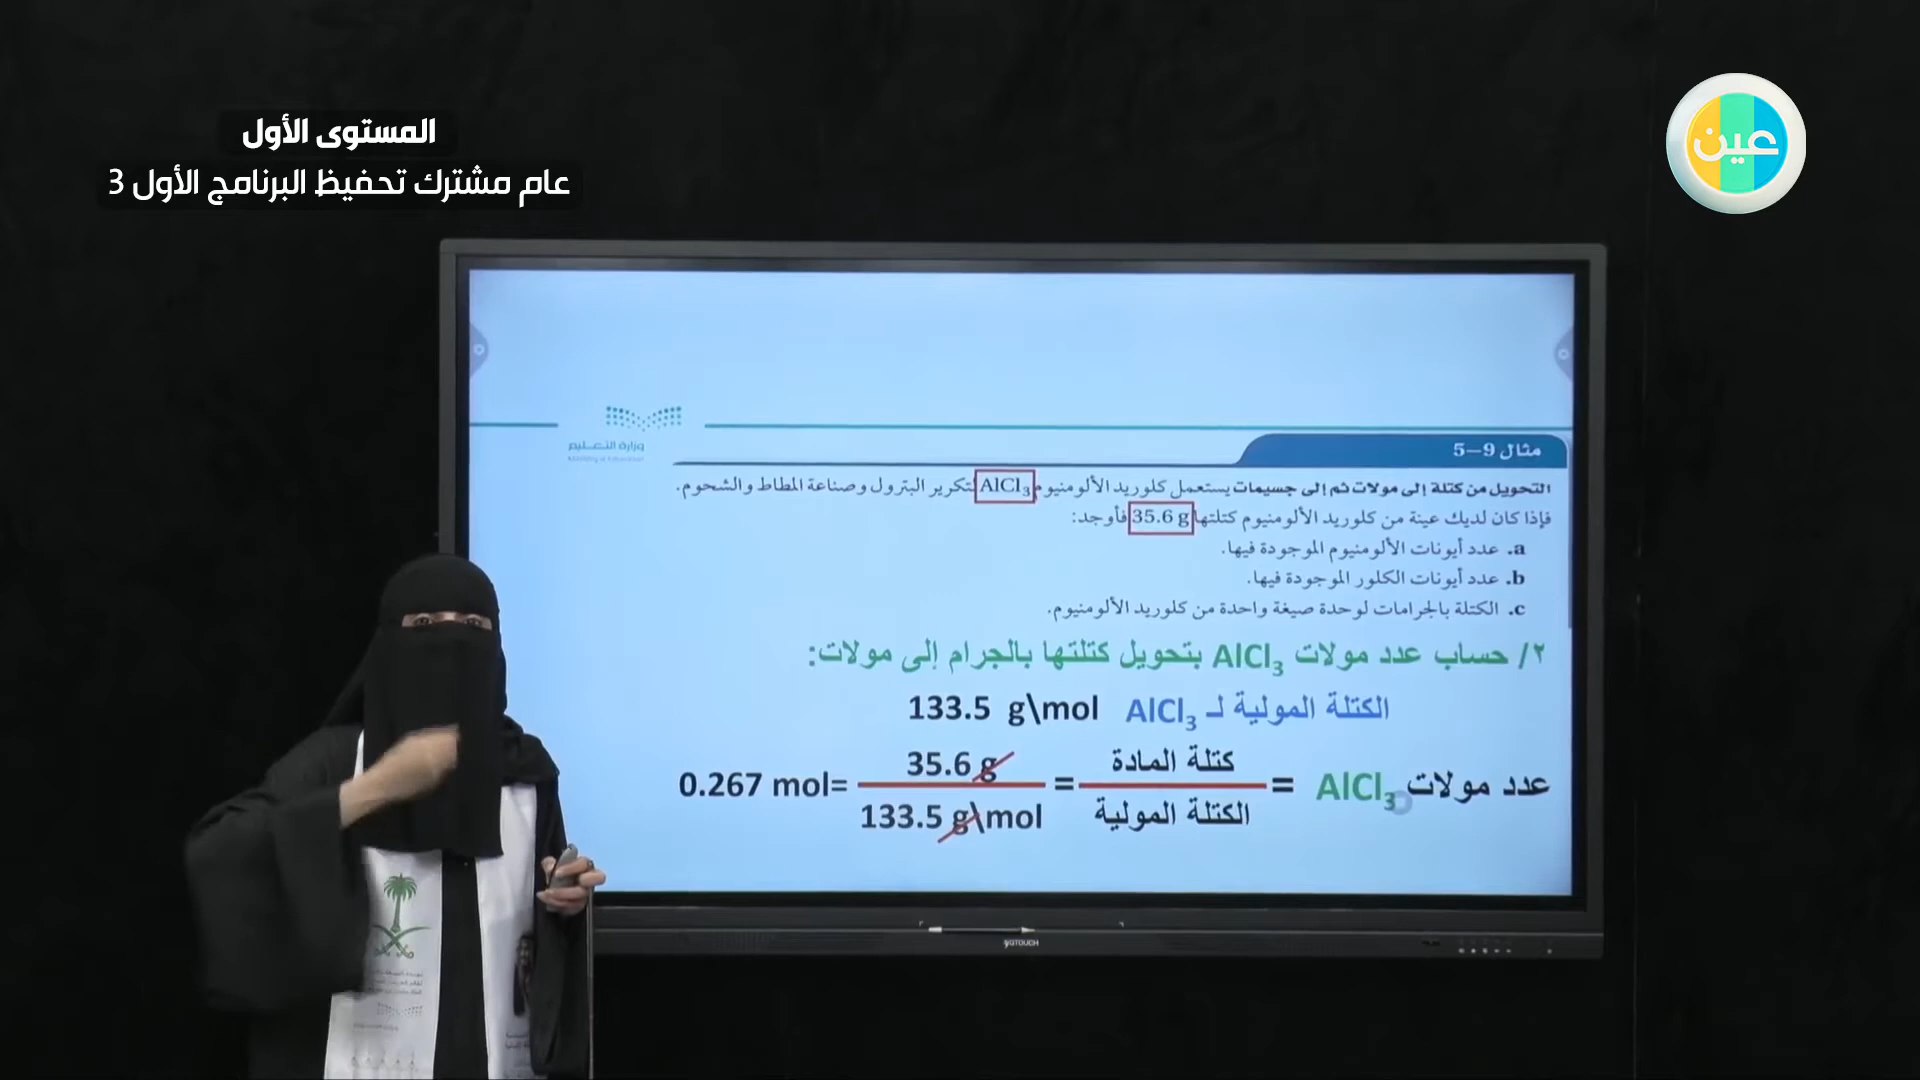 المستوى الأول
عام مشترك تحفيظ البرنامج الأول 3
عين
وزارة التعليم
Ministry of Education
مثال 9–5
التحويل من كتلة إلى مولات ثم إلى جسيمات يستعمل كلوريد الألومنيوم AlCl₃ لتكرير البترول وصناعة المطاط والشحوم.
فإذا كان لديك عينة من كلوريد الألومنيوم كتلتها 35.6 g فأوجد:
a. عدد أيونات الألومنيوم الموجودة فيها.
b. عدد أيونات الكلور الموجودة فيها.
c. الكتلة بالجرامات لوحدة صيغة واحدة من كلوريد الألومنيوم.
٢/ حساب عدد مولات AlCl₃ بتحويل كتلتها بالجرام إلى مولات:
الكتلة المولية لـ AlCl₃ 133.5 g\mol
عدد مولات AlCl₃ = كتلة المادة = 35.6 g =0.267 mol
الكتلة المولية 133.5 g\mol